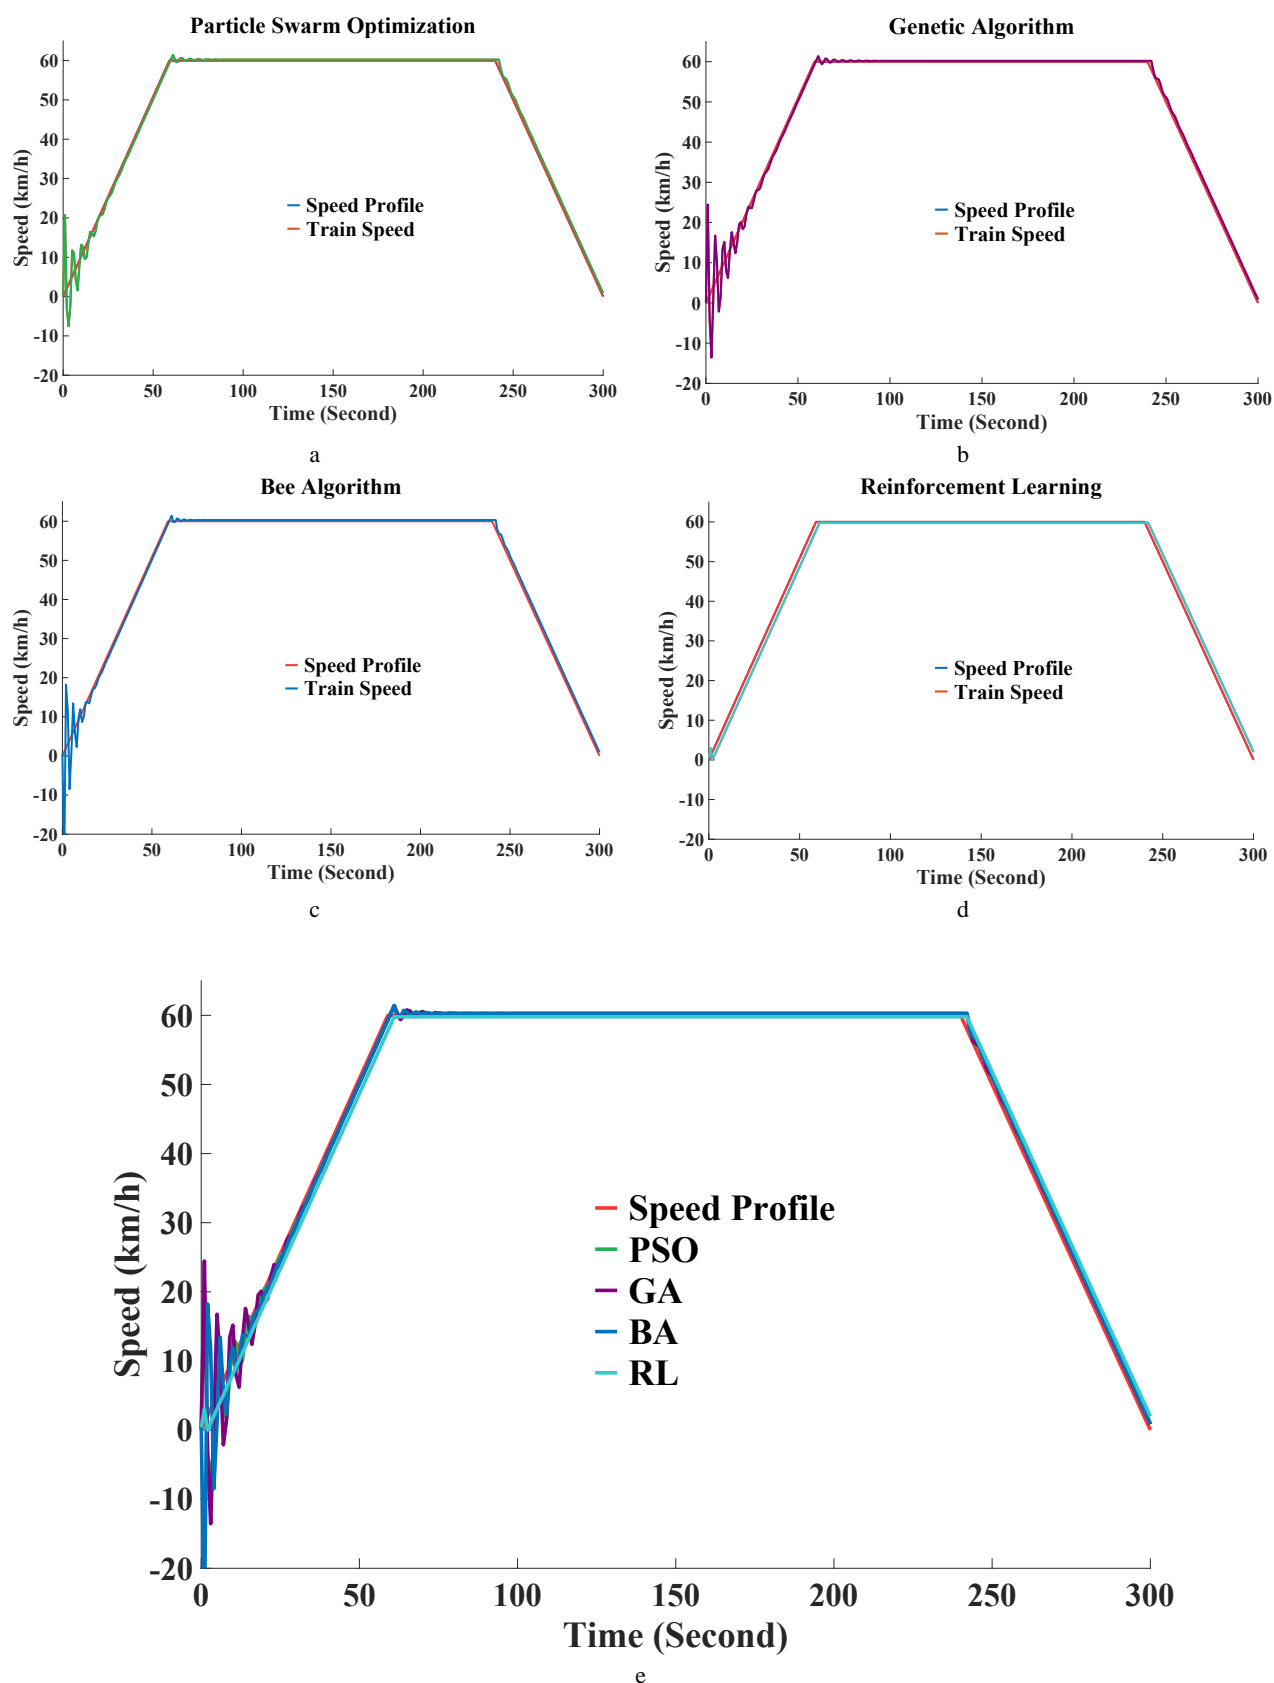 Particle Swarm Optimization
60
50
40
30
20
10
0
-10
-20
0
50
100
150
200
250
300
Speed (km/h)
Time (Second)
Speed Profile
Train Speed
a
Genetic Algorithm
60
50
40
30
20
10
0
-10
-20
0
50
100
150
200
250
300
Speed (km/h)
Time (Second)
Speed Profile
Train Speed
b
Bee Algorithm
60
50
40
30
20
10
0
-10
-20
0
50
100
150
200
250
300
Speed (km/h)
Time (Second)
Speed Profile
Train Speed
c
Reinforcement Learning
60
50
40
30
20
10
0
-10
-20
0
50
100
150
200
250
300
Speed (km/h)
Time (Second)
Speed Profile
Train Speed
d
60
50
40
30
20
10
0
-10
-20
0
50
100
150
200
250
300
Speed (km/h)
Time (Second)
Speed Profile
PSO
GA
BA
RL
e